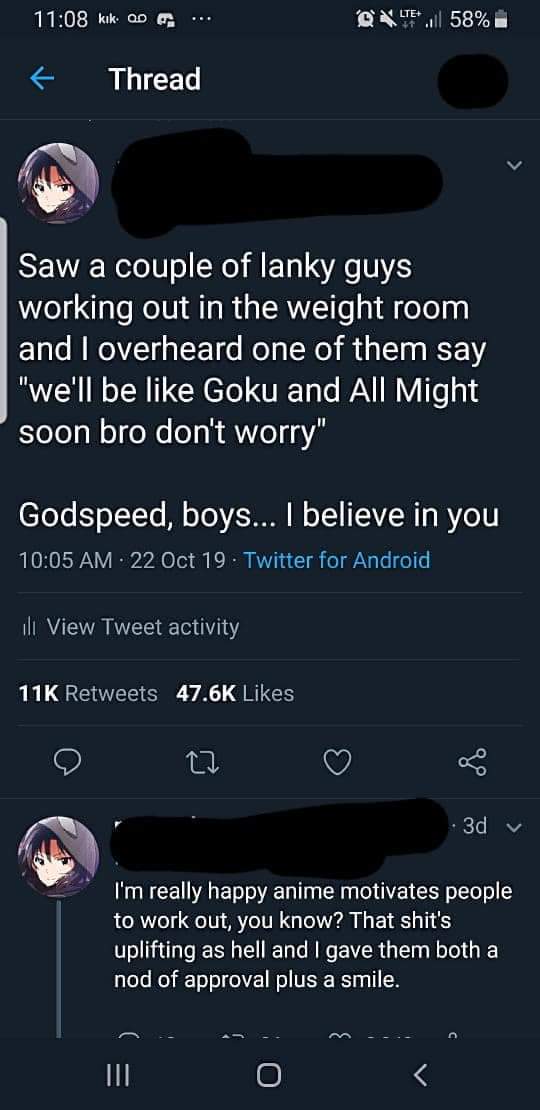 11:08 kik ... LTE+ 58%
Thread
Saw a couple of lanky guys
working out in the weight room
and I overheard one of them say
"we'll be like Goku and All Might
soon bro don't worry"
Godspeed, boys... I believe in you
10:05 AM · 22 Oct 19 · Twitter for Android
View Tweet activity
11K Retweets 47.6K Likes
· 3d
I'm really happy anime motivates people
to work out, you know? That shit's
uplifting as hell and I gave them both a
nod of approval plus a smile.